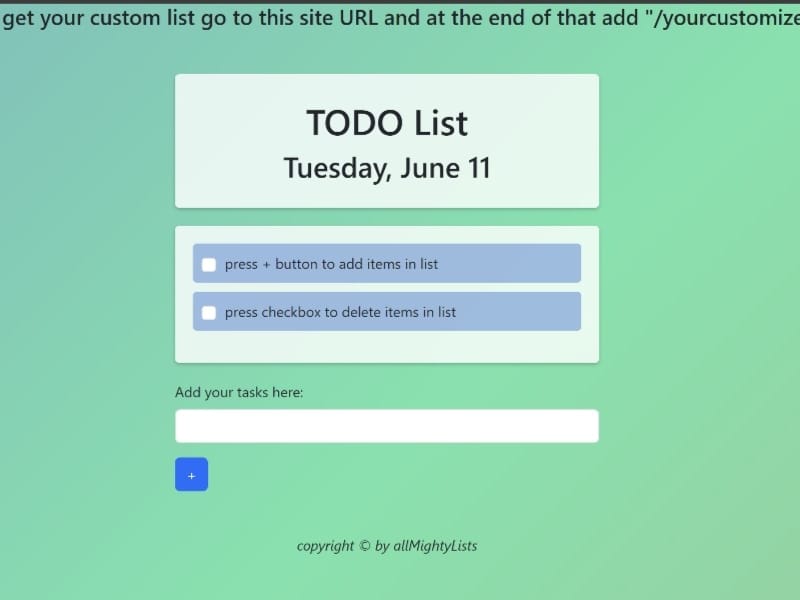 get your custom list go to this site URL and at the end of that add "/yourcustomize
TODO List
Tuesday, June 11
press + button to add items in list
press checkbox to delete items in list
Add your tasks here:
+
copyright © by allMightyLists